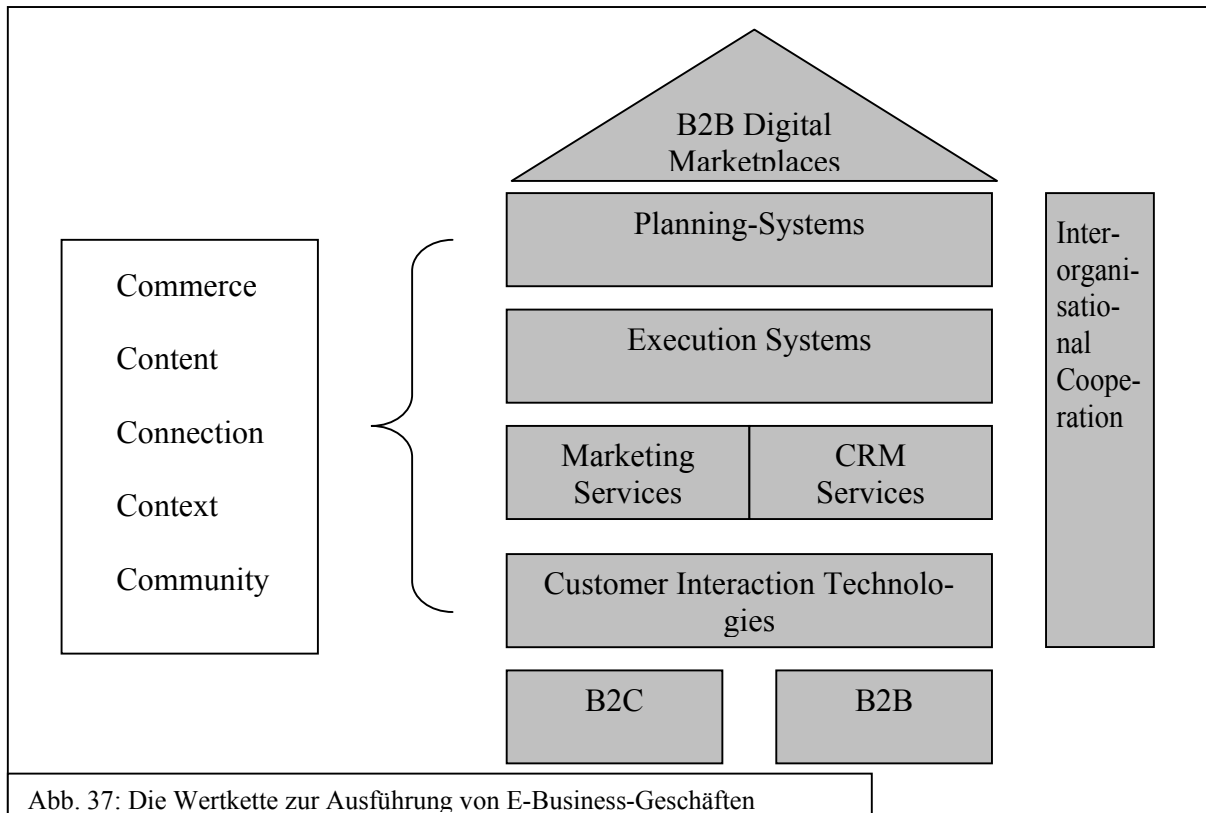 B2B Digital
Marketplaces
Planning-Systems
Execution Systems
Marketing
Services
CRM
Services
Customer Interaction Technolo-
gies
B2C
B2B
Commerce
Content
Connection
Context
Community
Inter-
organi-
satio-
nal
Coope-
ration
Abb. 37: Die Wertkette zur Ausführung von E-Business-Geschäften